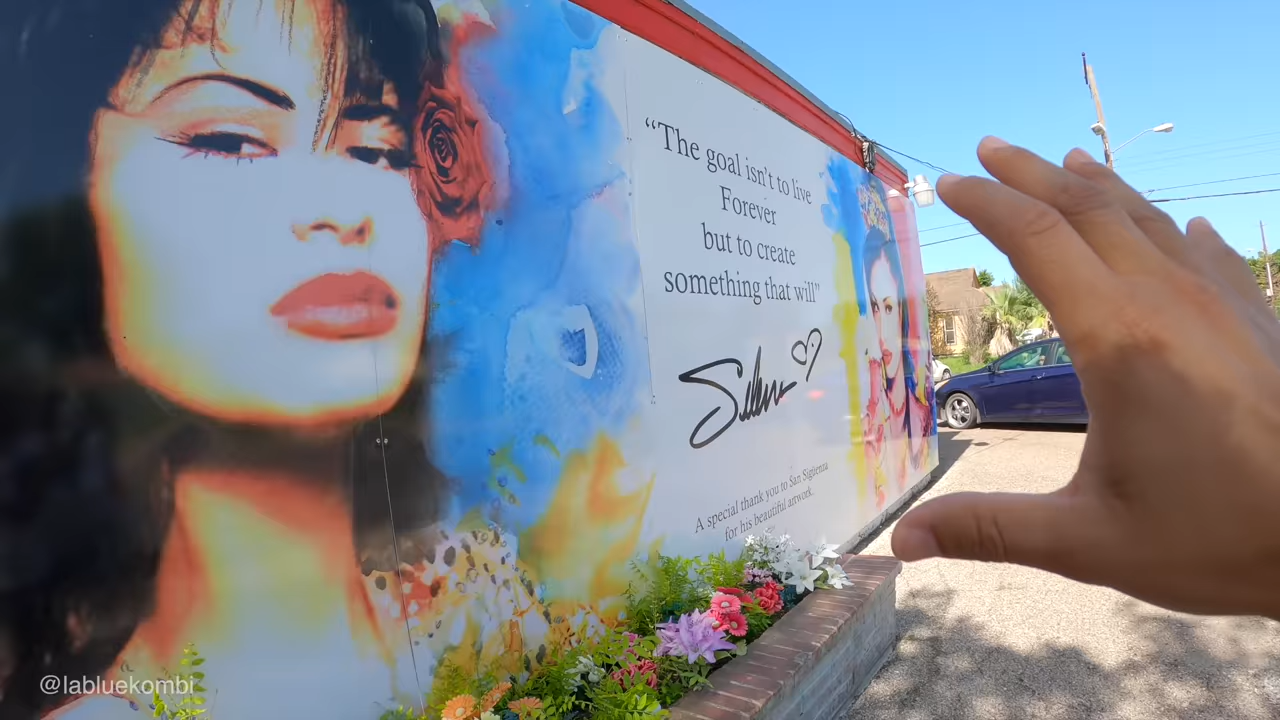 “The goal isn't to live
Forever
but to create
something that will”
Selena
A special thank you to San Sigüenza
for his beautiful artwork.
@labluekombi